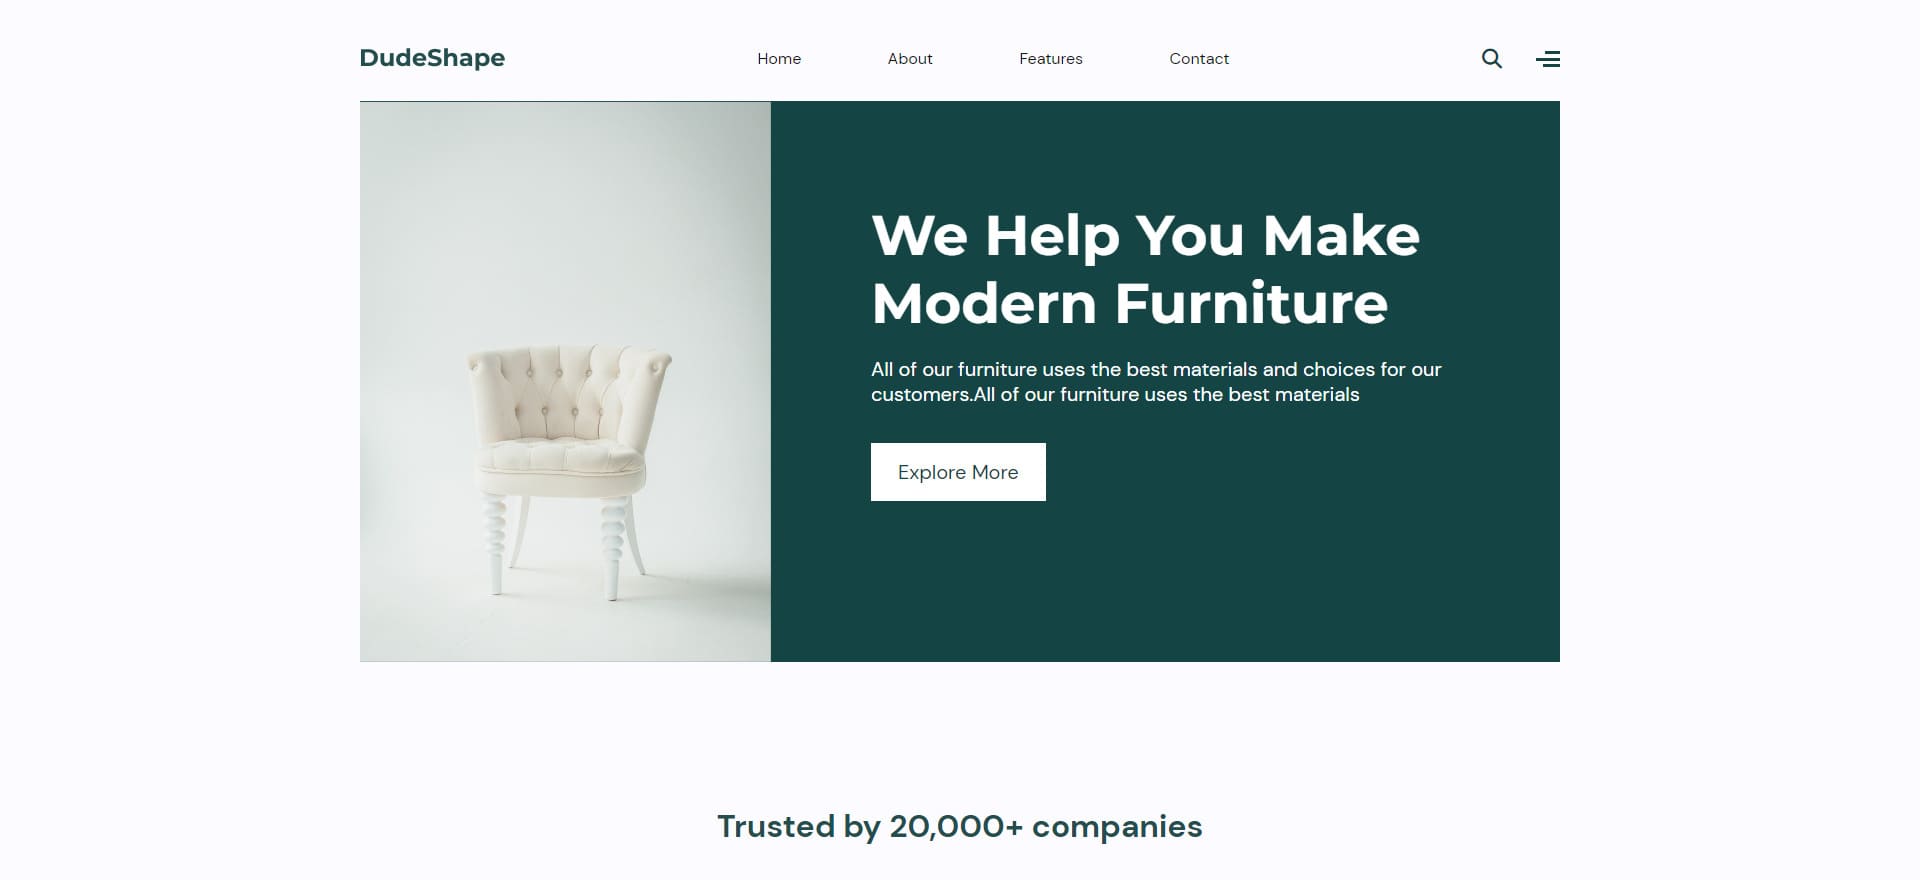 DudeShape
Home
About
Features
Contact
We Help You Make
Modern Furniture
All of our furniture uses the best materials and choices for our
customers.All of our furniture uses the best materials
Explore More
Trusted by 20,000+ companies